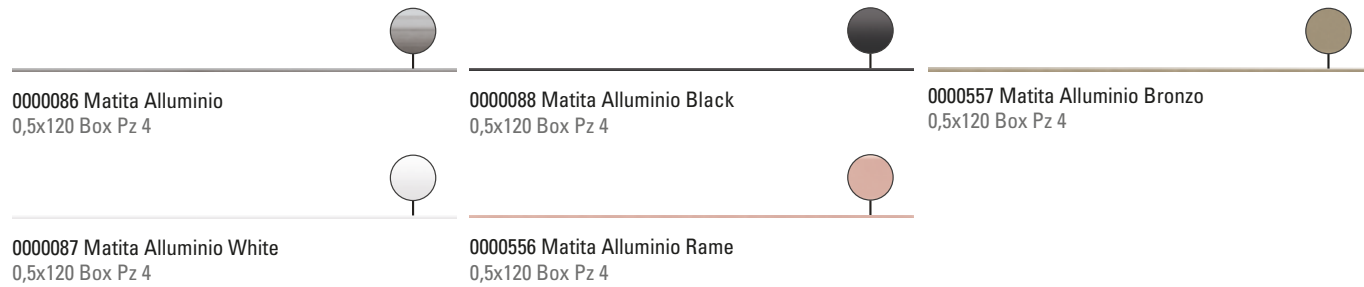 0000086 Matita Alluminio
0,5x120 Box Pz 4
0000088 Matita Alluminio Black
0,5x120 Box Pz 4
0000557 Matita Alluminio Bronzo
0,5x120 Box Pz 4
0000087 Matita Alluminio White
0,5x120 Box Pz 4
0000556 Matita Alluminio Rame
0,5x120 Box Pz 4